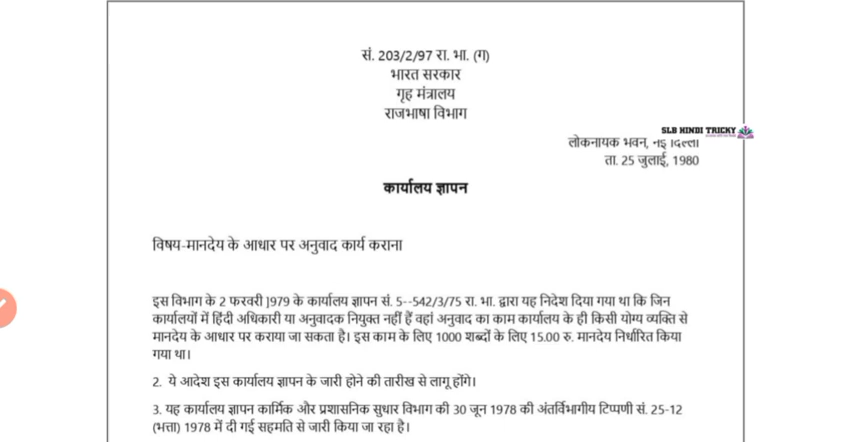 सं. 203/2/97 रा. भा. (ग)
भारत सरकार
गृह मंत्रालय
राजभाषा विभाग
SLB HINDI TRICKY
लोकनायक भवन, नई दिल्ली
ता. 25 जुलाई, 1980
कार्यालय ज्ञापन
विषय-मानदेय के आधार पर अनुवाद कार्य कराना
इस विभाग के 2 फरवरी ]979 के कार्यालय ज्ञापन सं. 5--542/3/75 रा. भा. द्वारा यह निदेश दिया गया था कि जिन
कार्यालयों में हिंदी अधिकारी या अनुवादक नियुक्त नहीं हैं वहां अनुवाद का काम कार्यालय के ही किसी योग्य व्यक्ति से
मानदेय के आधार पर कराया जा सकता है। इस काम के लिए 1000 शब्दों के लिए 15.00 रु. मानदेय निर्धारित किया
गया था।
2. ये आदेश इस कार्यालय ज्ञापन के जारी होने की तारीख से लागू होंगे।
3. यह कार्यालय ज्ञापन कार्मिक और प्रशासनिक सुधार विभाग की 30 जून 1978 की अंतर्विभागीय टिप्पणी सं. 25-12
(भत्ता) 1978 में दी गई सहमति से जारी किया जा रहा है।